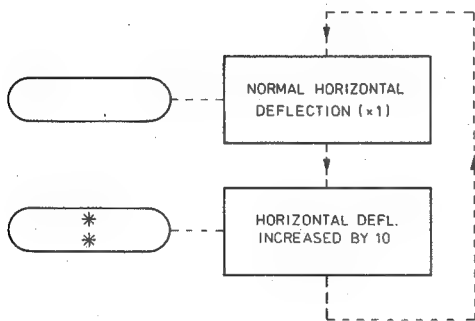 NORMAL HORIZONTAL
DEFLECTION (×1)
*
*
HORIZONTAL DEFL.
INCREASED BY 10